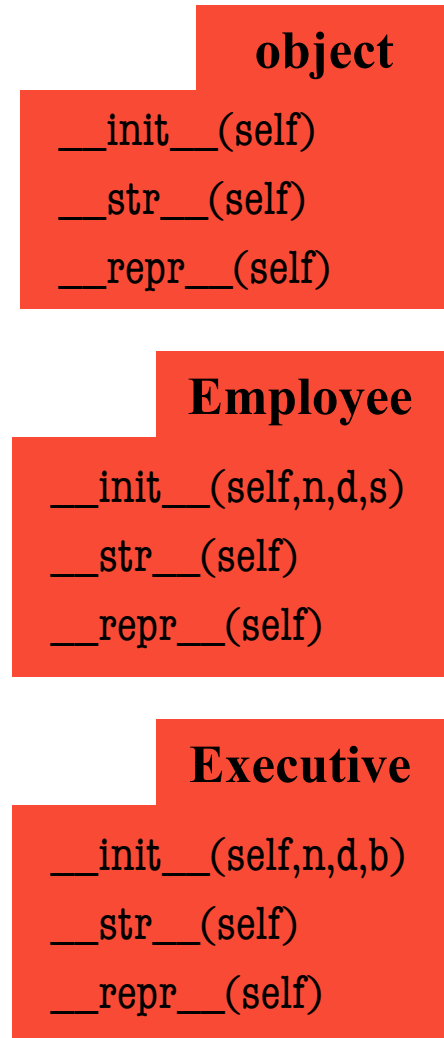 object
__init__(self)
__str__(self)
__repr__(self)
Employee
__init__(self,n,d,s)
__str__(self)
__repr__(self)
Executive
__init__(self,n,d,b)
__str__(self)
__repr__(self)